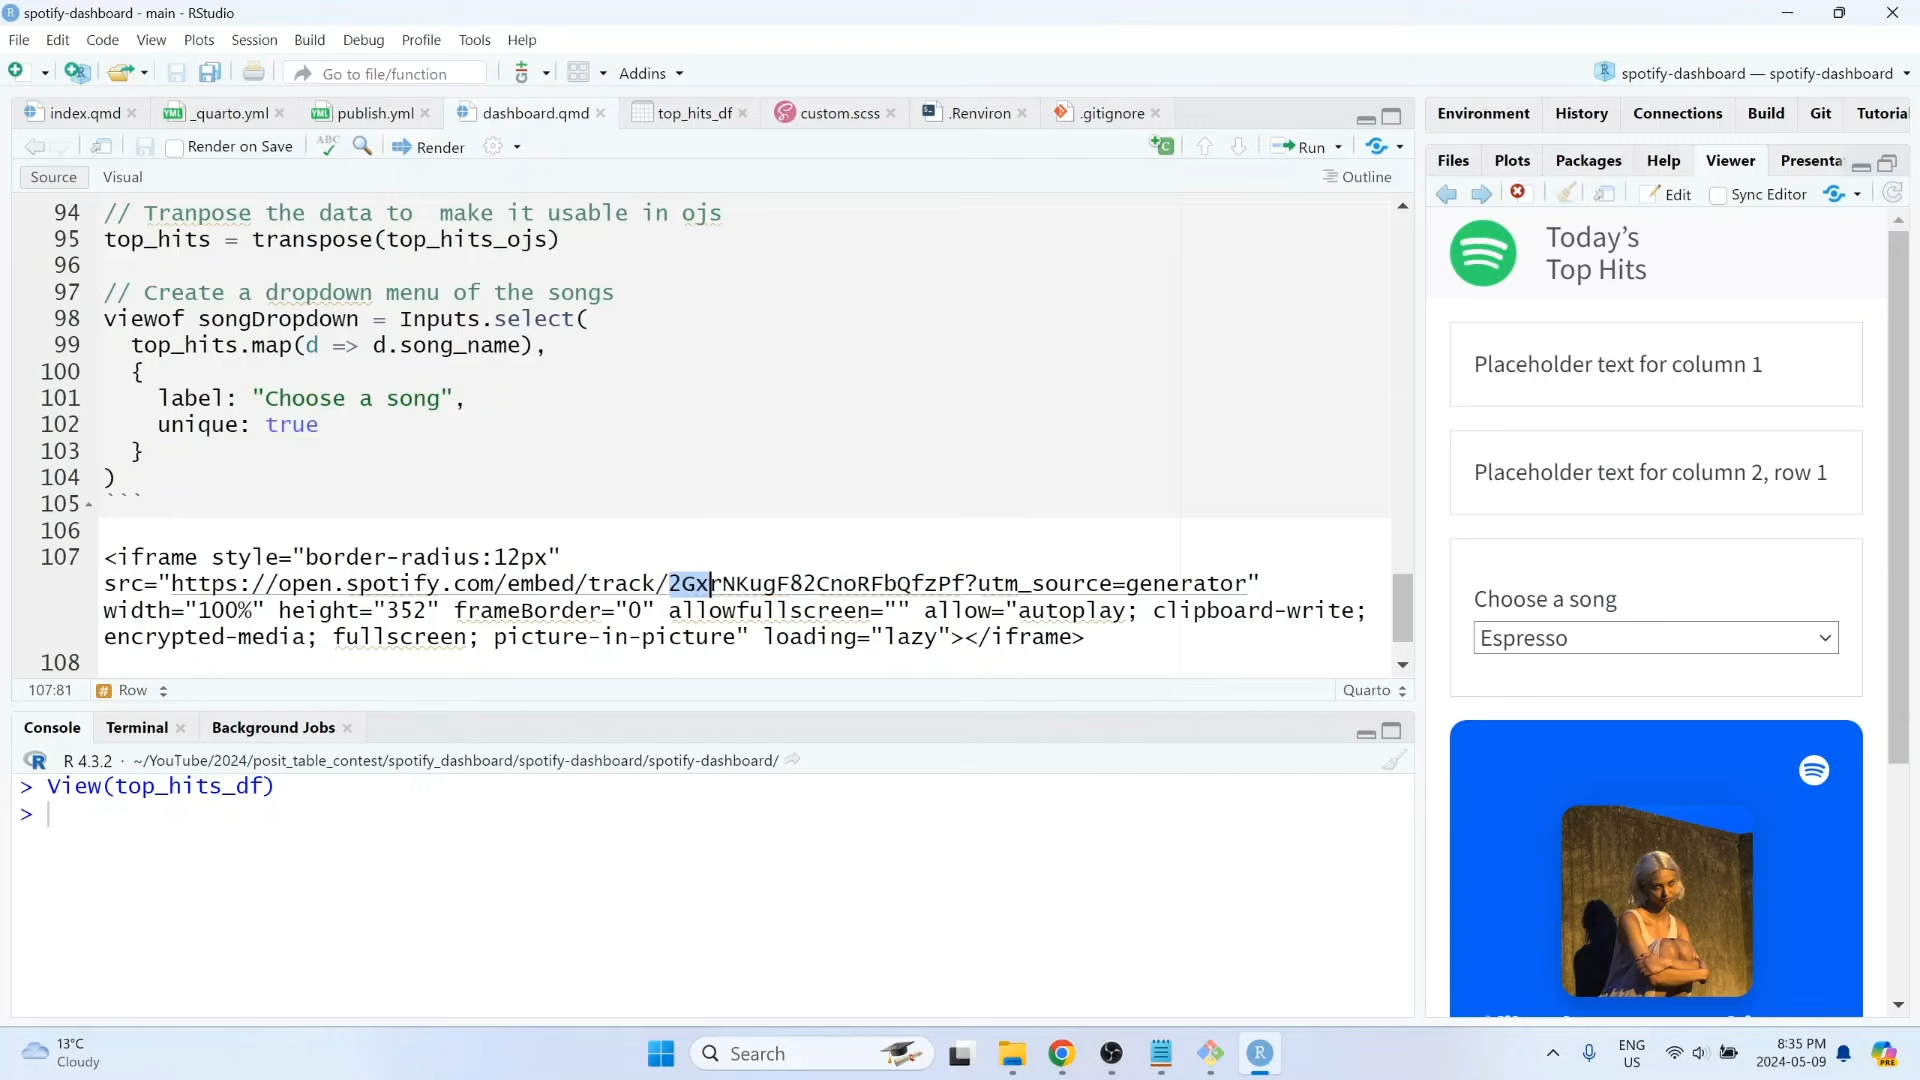 spotify-dashboard - main - RStudio
File Edit Code View Plots Session Build Debug Profile Tools Help
Go to file/function
Addins
spotify-dashboard — spotify-dashboard
index.qmd
_quarto.yml
publish.yml
dashboard.qmd
top_hits_df
custom.scss
.Renviron
.gitignore
Render on Save
ABC
Render
Run
Source Visual
Outline
94 // Tranpose the data to  make it usable in ojs
95 top_hits = transpose(top_hits_ojs)
96
97 // Create a dropdown menu of the songs
98 viewof songDropdown = Inputs.select(
99 top_hits.map(d => d.song_name),
100 {
101 label: "Choose a song",
102 unique: true
103 }
104 )
105 ```
106
107 <iframe style="border-radius:12px"
src="https://open.spotify.com/embed/track/2GxrNKugF82CnoRFbQfzPf?utm_source=generator"
width="100%" height="352" frameBorder="0" allowfullscreen="" allow="autoplay; clipboard-write;
encrypted-media; fullscreen; picture-in-picture" loading="lazy"></iframe>
108
107:81 # Row
Quarto
Console Terminal Background Jobs
R 4.3.2 · ~/YouTube/2024/posit_table_contest/spotify_dashboard/spotify-dashboard/spotify-dashboard/
> View(top_hits_df)
>
Environment History Connections Build Git Tutorial
Files Plots Packages Help Viewer Presenta
Edit Sync Editor
Today's
Top Hits
Placeholder text for column 1
Placeholder text for column 2, row 1
Choose a song
Espresso
13°C
Cloudy
Search
ENG
US
8:35 PM
2024-05-09
PRE